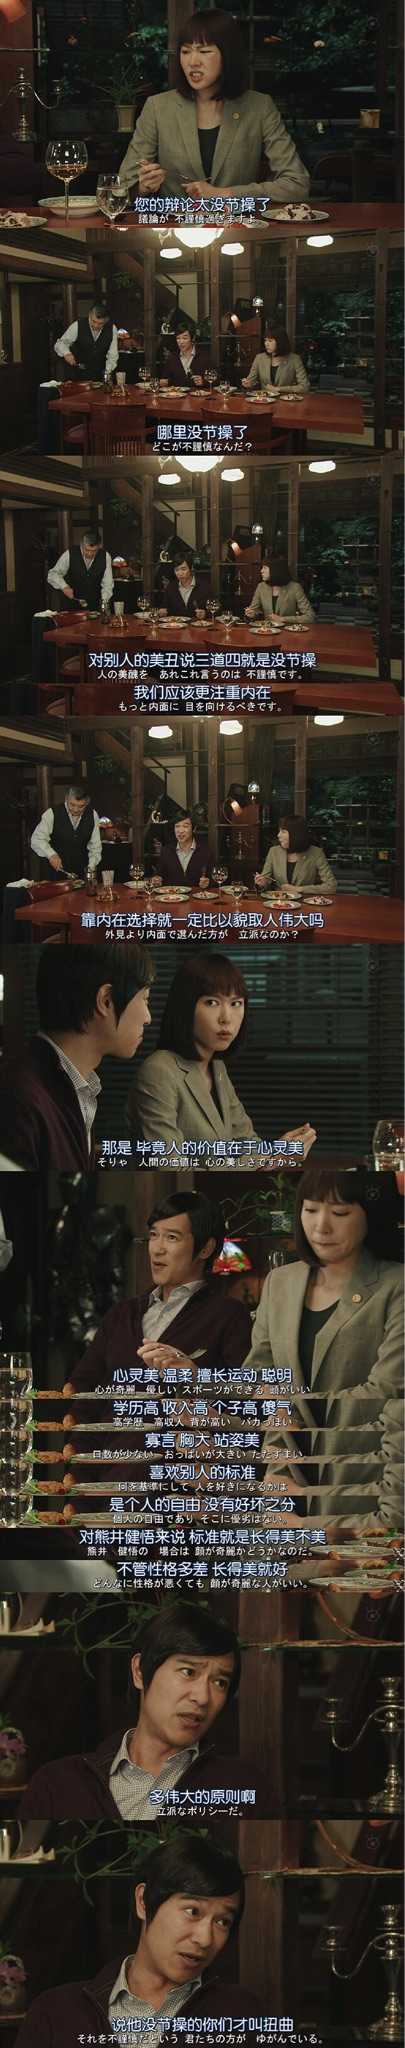 您的辩论太没节操了
議論が 不謹慎過ぎますよ
哪里没节操了
どこが不謹慎なんだ？
对别人的美丑说三道四就是没节操
人の美醜を あれこれ言うのは 不謹慎です。
我们应该更注重内在
もっと内面に 目を向けるべきです。
靠内在选择就一定比以貌取人伟大吗
外見より内面で選んだ方が 立派なのか？
那是 毕竟人的价值在于心灵美
そりゃ 人間の価値は 心の美しさですから。
心灵美 温柔 擅长运动 聪明
心が奇麗 優しい スポーツができる 頭がいい
学历高 收入高 个子高 傻气
高学歴 高収入 背が高い バカっぽい
寡言 胸大 站姿美
口数が少ない おっぱいが大きい たたずまい
喜欢别人的标准
何を基準にして 人を好きになるかは
是个人的自由 没有好坏之分
個人の自由であり そこに優劣はない。
对熊井健悟来说 标准就是长得美不美
熊井 健悟の 場合は 顔が奇麗かどうかなのだ。
不管性格多差 长得美就好
どんなに性格が悪くても 顔が奇麗な人がいい。
多伟大的原则啊
立派なポリシーだ。
说他没节操的你们才叫扭曲
それを不謹慎だという 君たちの方が ゆがんでいる。